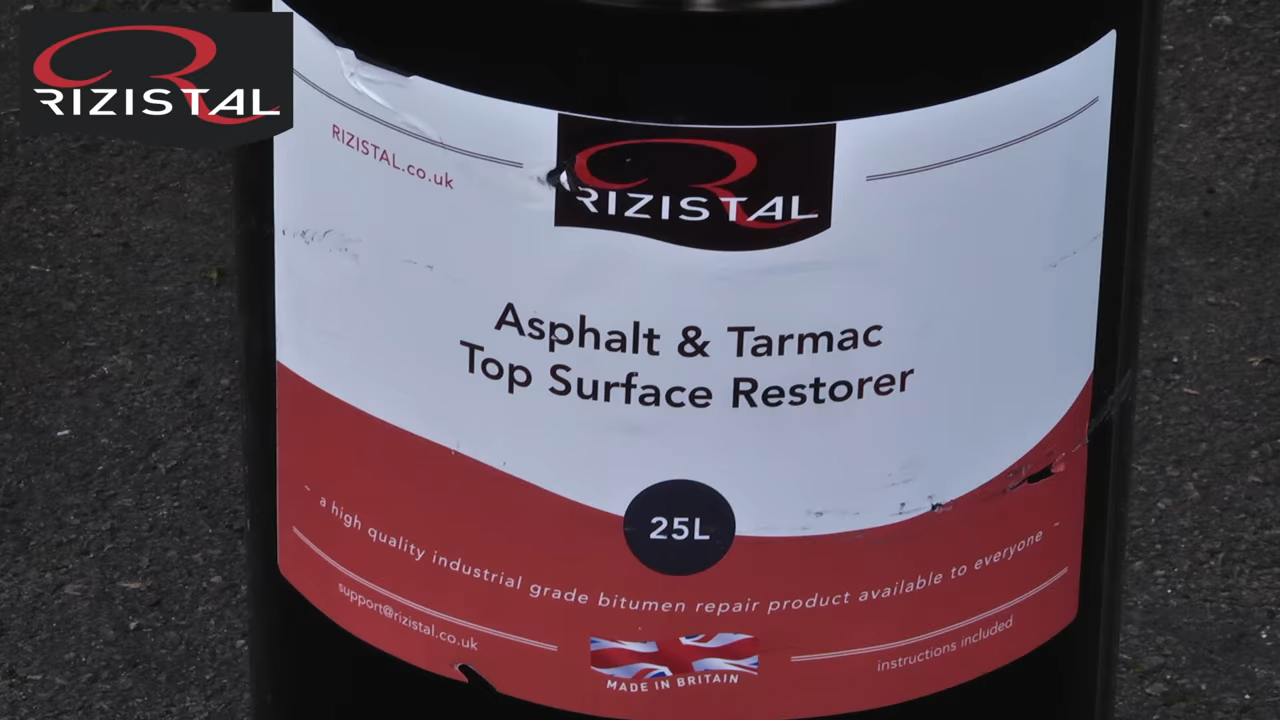 RIZISTAL
RIZISTAL.co.uk
RIZISTAL
Asphalt & Tarmac
Top Surface Restorer
25L
~ a high quality industrial grade bitumen repair product available to everyone ~
support@rizistal.co.uk
MADE IN BRITAIN
instructions included